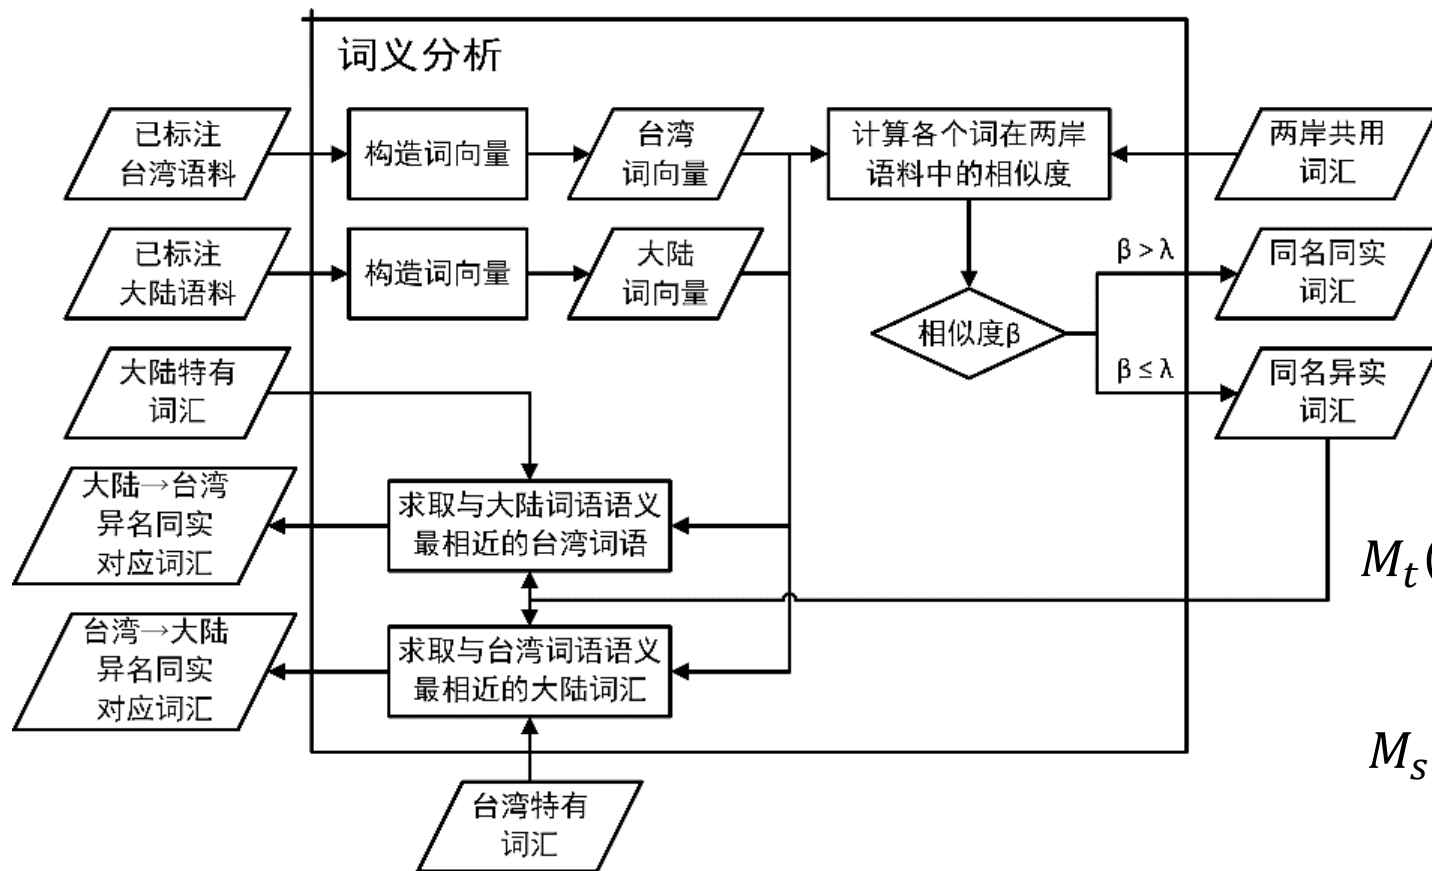 词义分析
已标注
台湾语料
构造词向量
台湾
词向量
计算各个词在两岸
语料中的相似度
两岸共用
词汇
已标注
大陆语料
构造词向量
大陆
词向量
相似度β
β > λ
同名同实
词汇
β ≤ λ
同名异实
词汇
大陆特有
词汇
大陆→台湾
异名同实
对应词汇
求取与大陆词语语义
最相近的台湾词语
台湾→大陆
异名同实
对应词汇
求取与台湾词语语义
最相近的大陆词汇
台湾特有
词汇
M_t(
M_s